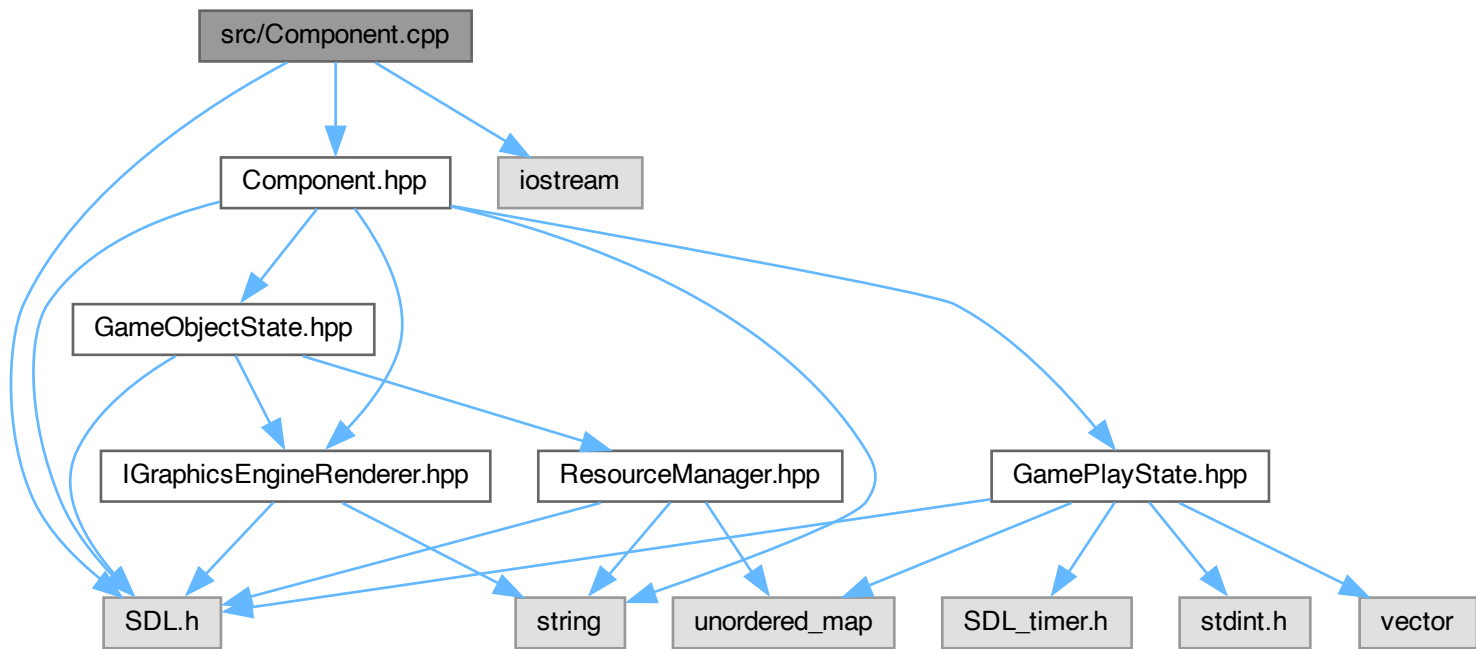 src/Component.cpp
Component.hpp
iostream
GameObjectState.hpp
IGraphicsEngineRenderer.hpp
ResourceManager.hpp
GamePlayState.hpp
SDL.h
string
unordered_map
SDL_timer.h
stdint.h
vector